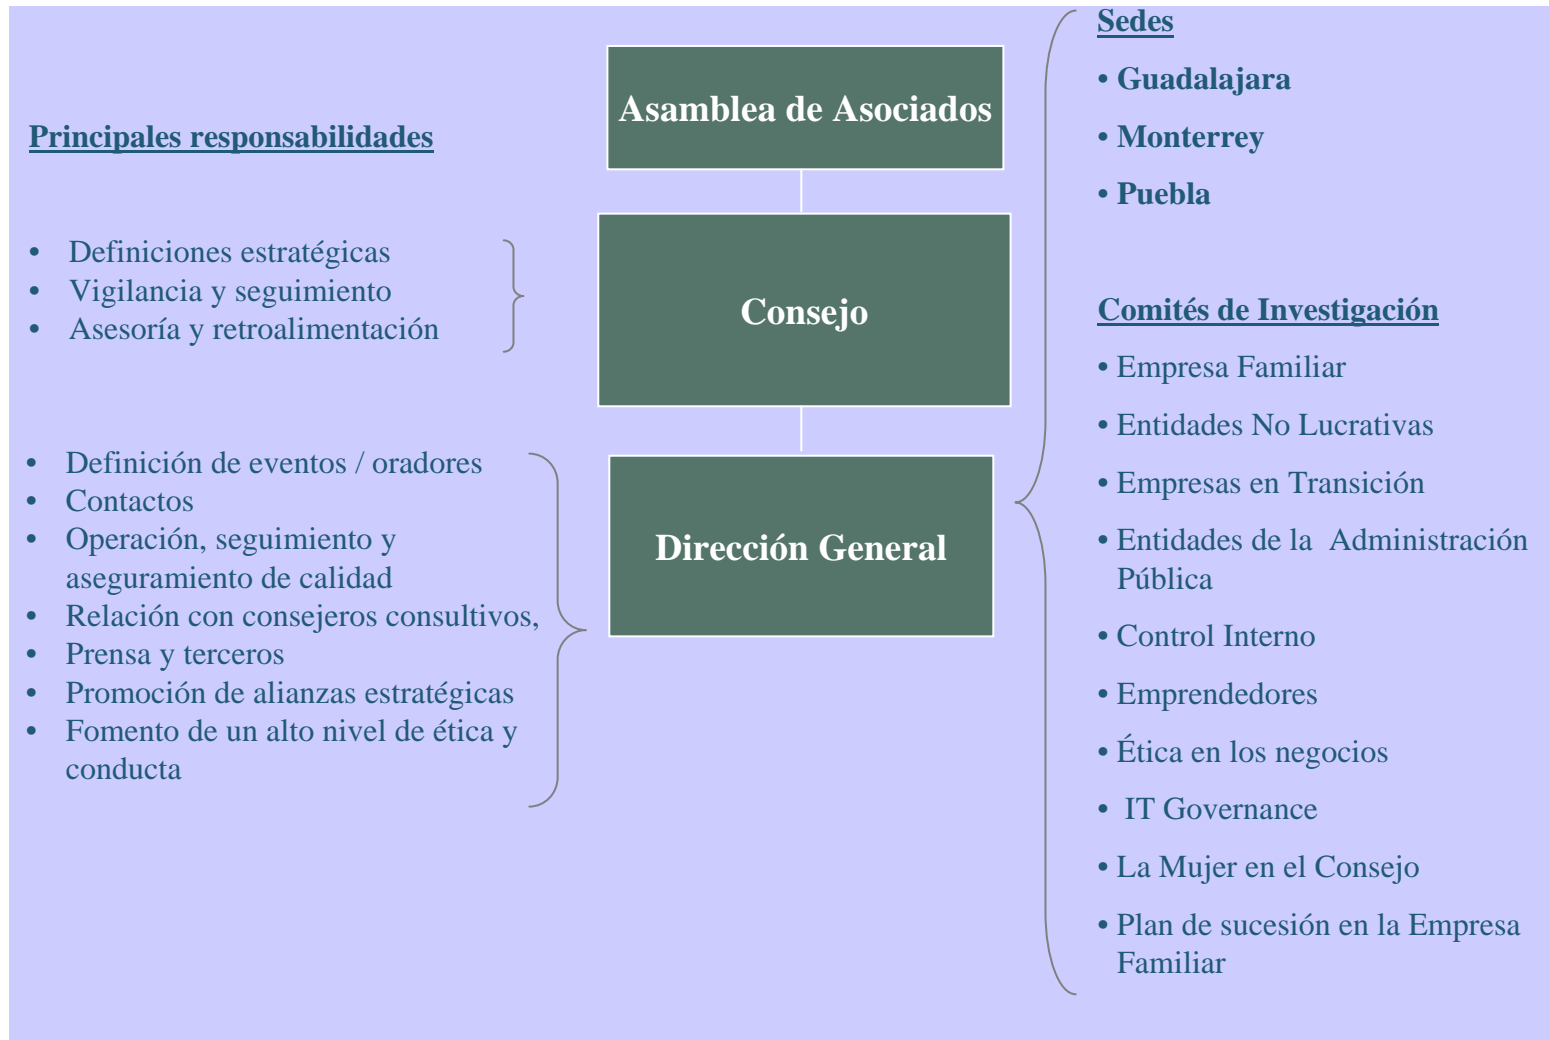 Principales responsabilidades
• Definiciones estratégicas
• Vigilancia y seguimiento
• Asesoría y retroalimentación
• Definición de eventos / oradores
• Contactos
• Operación, seguimiento y
aseguramiento de calidad
• Relación con consejeros consultivos,
• Prensa y terceros
• Promoción de alianzas estratégicas
• Fomento de un alto nivel de ética y
conducta
Asamblea de Asociados
Consejo
Dirección General
Sedes
• Guadalajara
• Monterrey
• Puebla
Comités de Investigación
• Empresa Familiar
• Entidades No Lucrativas
• Empresas en Transición
• Entidades de la Administración
Pública
• Control Interno
• Emprendedores
• Ética en los negocios
• IT Governance
• La Mujer en el Consejo
• Plan de sucesión en la Empresa
Familiar